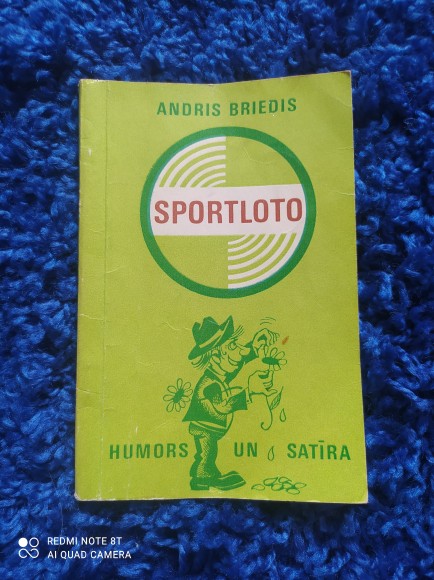 ANDRIS BRIEDIS
SPORTLOTO
HUMORS UN SATĪRA
REDMI NOTE 8T
AI QUAD CAMERA